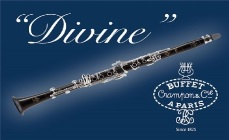 “Divine”
BUFFET
Crampon & Cie
A PARIS
Since 1825